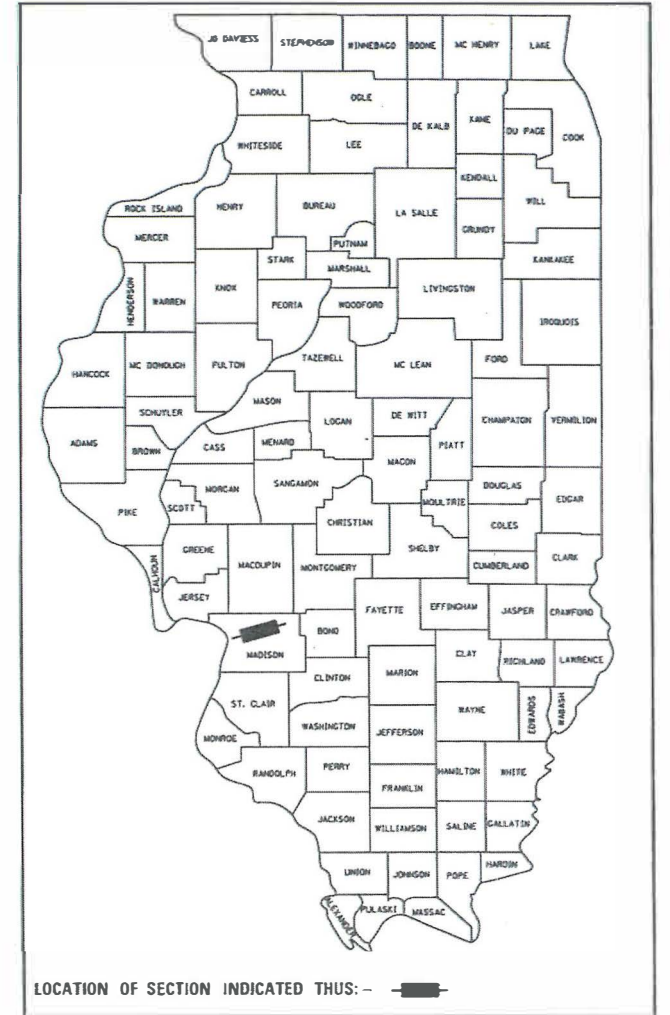 JO DAVIESS STEPHENSON WINNEBAGO BOONE MC HENRY LAKE
CARROLL OGLE DE KALB KANE DU PAGE COOK
WHITESIDE LEE
KENDALL
ROCK ISLAND HENRY BUREAU LA SALLE GRUNDY WILL
MERCER PUTNAM
STARK MARSHALL KANKAKEE
HENDERSON WARREN KNOX PEORIA WOODFORD LIVINGSTON IROQUOIS
HANCOCK MC DONOUGH FULTON TAZEWELL MC LEAN FORD
MASON
SCHUYLER LOGAN DE WITT CHAMPAIGN VERMILION
ADAMS BROWN CASS MENARD PIATT
MACON
MORGAN SANGAMON DOUGLAS
PIKE SCOTT MOULTRIE EDGAR
CHRISTIAN COLES
CALHOUN GREENE MACOUPIN MONTGOMERY SHELBY CUMBERLAND CLARK
JERSEY FAYETTE EFFINGHAM JASPER CRAWFORD
BOND
MADISON CLAY RICHLAND LAWRENCE
CLINTON MARION
ST. CLAIR WAYNE EDWARDS WABASH
WASHINGTON JEFFERSON
MONROE
RANDOLPH PERRY HAMILTON WHITE
FRANKLIN
JACKSON WILLIAMSON SALINE GALLATIN
UNION JOHNSON POPE HARDIN
ALEXANDER PULASKI MASSAC
LOCATION OF SECTION INDICATED THUS: -